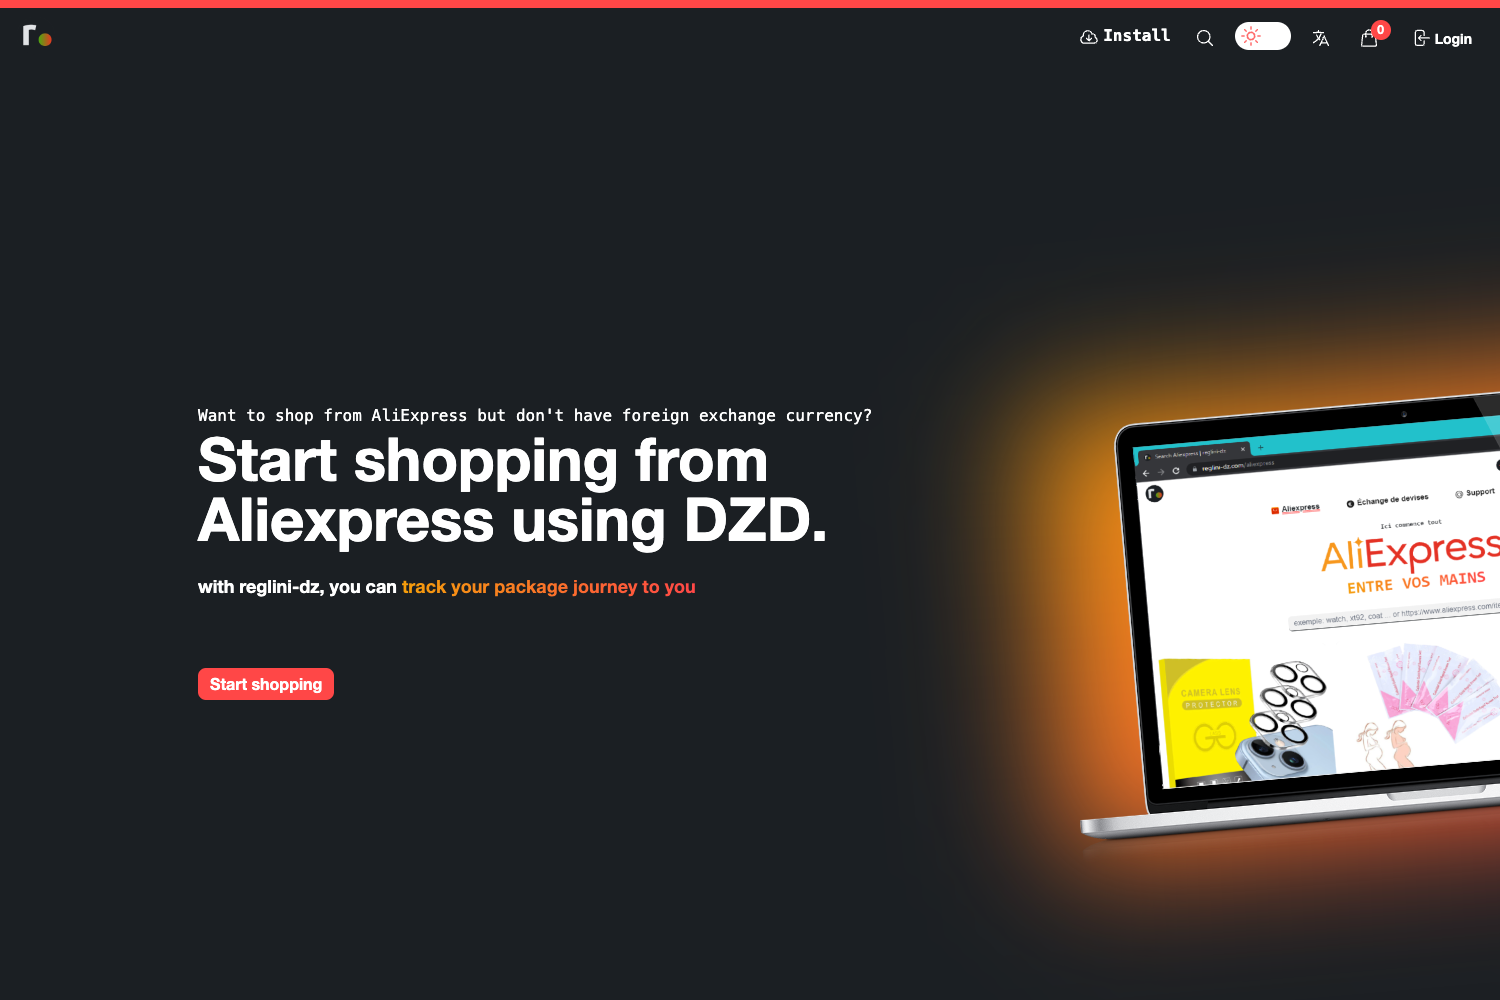 r.
Install
0
Login
Want to shop from AliExpress but don't have foreign exchange currency?
Start shopping from
Aliexpress using DZD.
with reglini-dz, you can track your package journey to you
Start shopping
Search Aliexpress | reglini-dz
reglini-dz.com/aliexpress
Aliexpress
Échange de devises
Support
Ici commence tout
AliExpress
ENTRE VOS MAINS
exemple: watch, xt92, coat ... or https://www.aliexpress.com/ite
CAMERA LENS
PROTECTOR